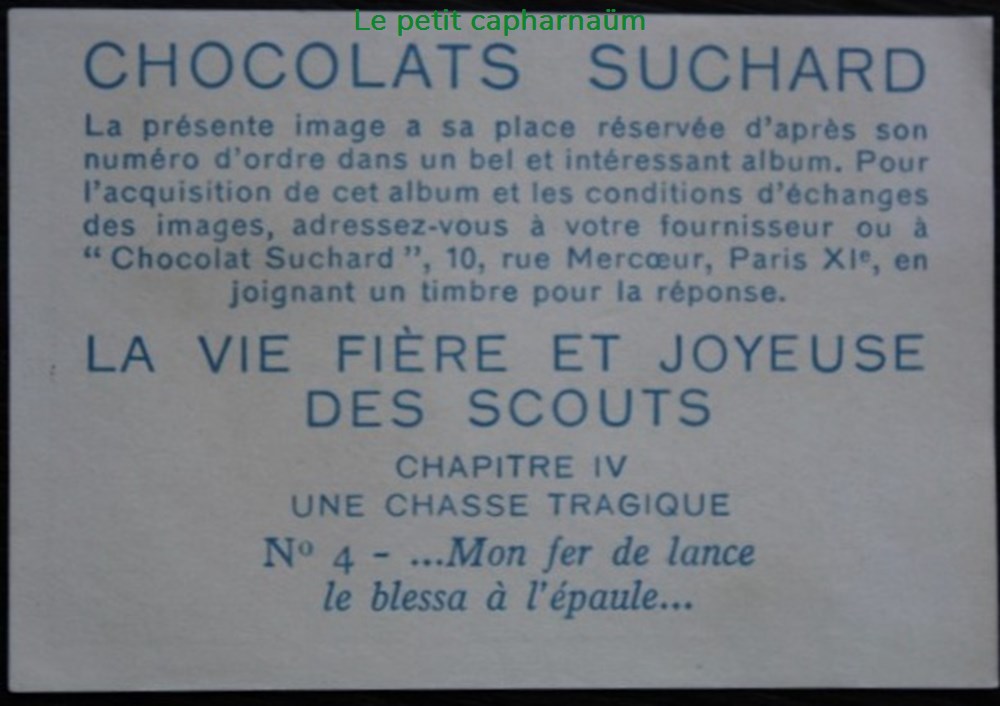 Le petit capharnaüm
CHOCOLATS SUCHARD
La présente image a sa place réservée d'après son
numéro d'ordre dans un bel et intéressant album. Pour
l'acquisition de cet album et les conditions d'échanges
des images, adressez-vous à votre fournisseur ou à
“ Chocolat Suchard ”, 10, rue Mercœur, Paris XIᵉ, en
joignant un timbre pour la réponse.
LA VIE FIÈRE ET JOYEUSE
DES SCOUTS
CHAPITRE IV
UNE CHASSE TRAGIQUE
Nº 4 - ...Mon fer de lance
le blessa à l'épaule...